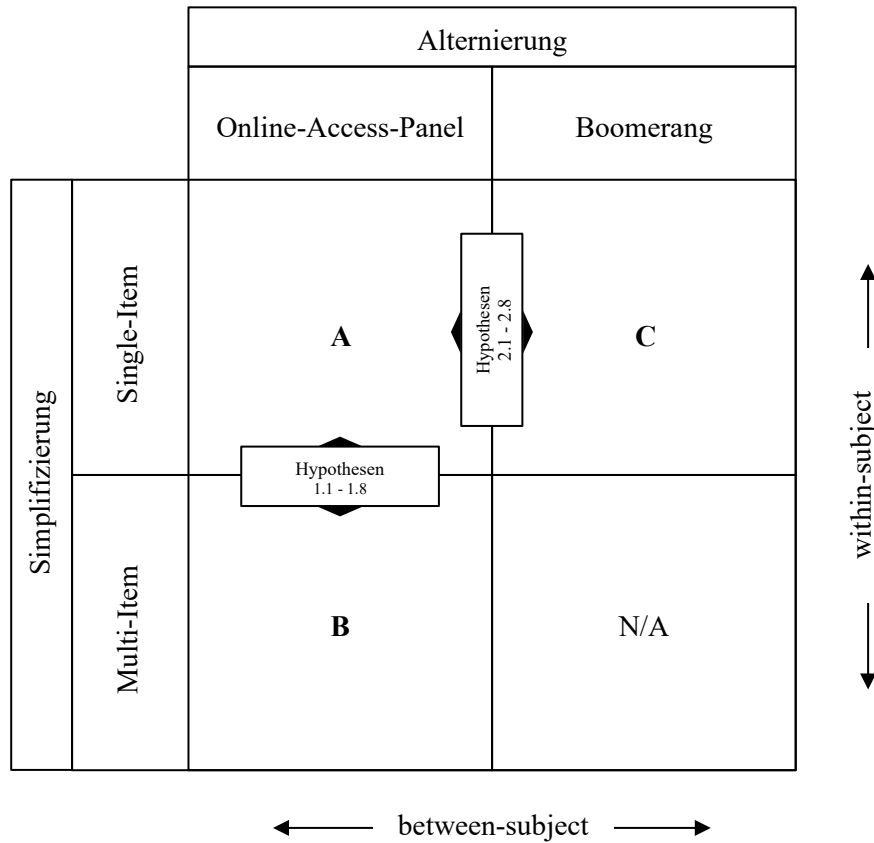 Alternierung
Online-Access-Panel
Boomerang
Simplifizierung
Single-Item
A
Hypothesen
2.1 - 2.8
C
within-subject
Hypothesen
1.1 - 1.8
Multi-Item
B
N/A
between-subject